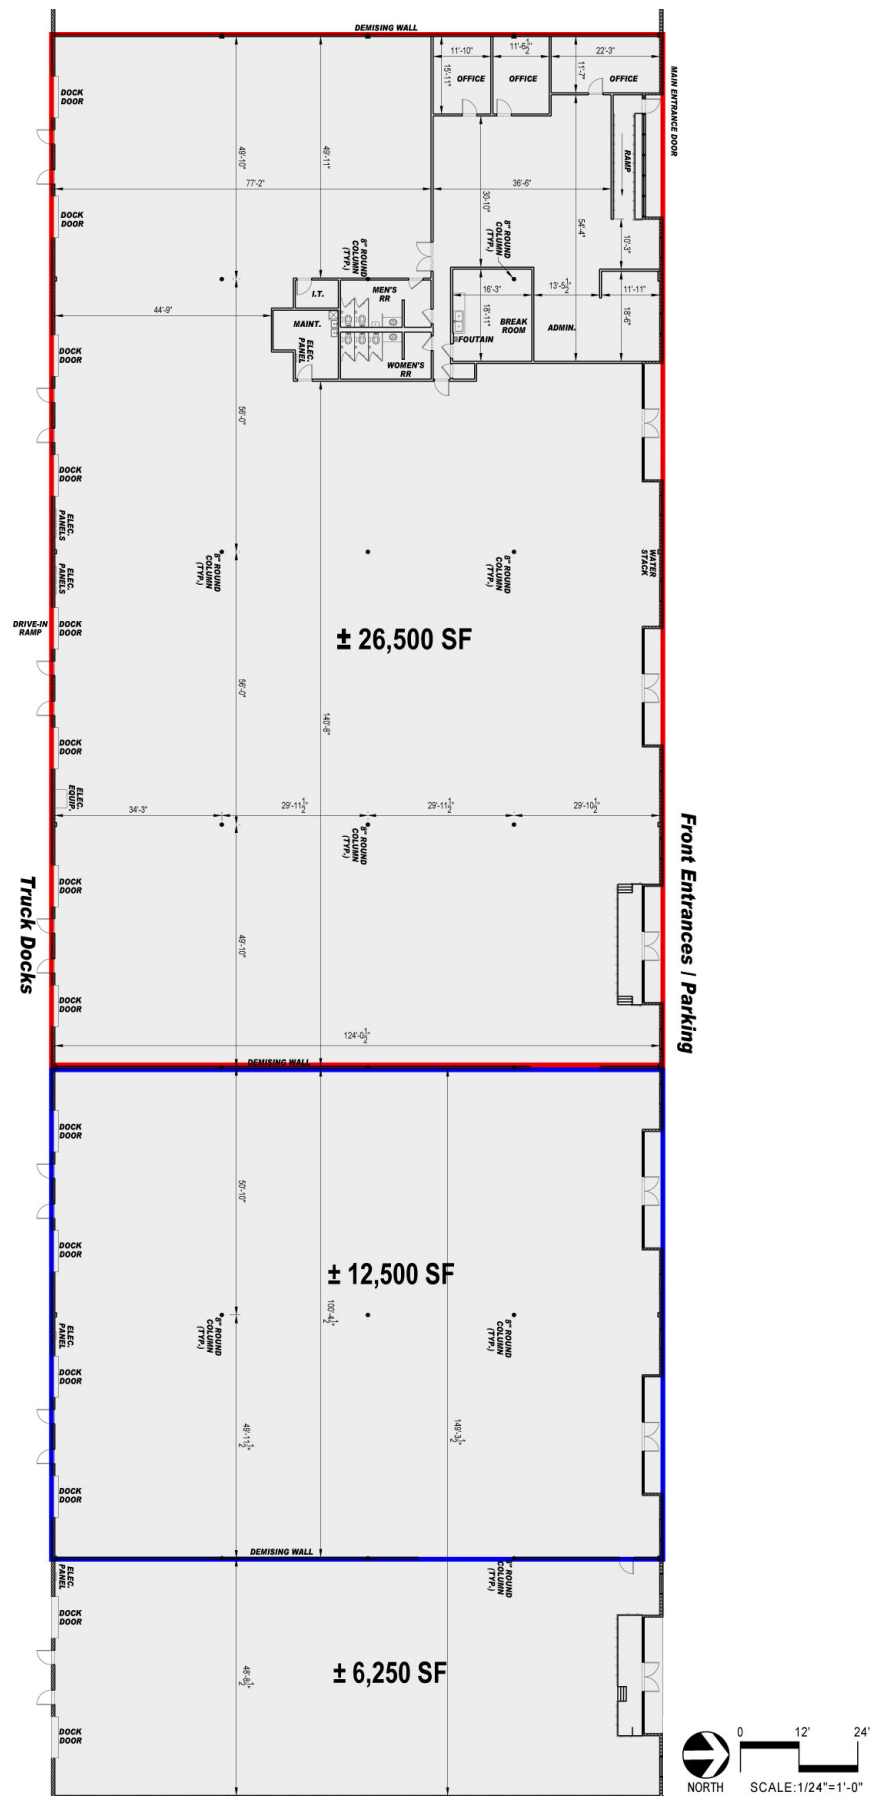 DEMISING WALL
11'-10"
11'-6½"
22'-3"
15'-11"
OFFICE
OFFICE
11'-7"
OFFICE
MAIN ENTRANCE DOOR
DOCK
DOOR
49'-10"
49'-11"
RAMP
77'-2"
30'-10"
36'-6"
DOCK
DOOR
8" ROUND
COLUMN
(TYP.)
8" ROUND
COLUMN
(TYP.)
54'-4"
10'-3"
I.T.
MEN'S
RR
16'-3"
13'-5½"
11'-11"
44'-9"
MAINT.
18'-11"
BREAK
ROOM
ADMIN.
18'-6"
ELEC.
PANEL
FOUTAIN
DOCK
DOOR
WOMEN'S
RR
56'-0"
DOCK
DOOR
ELEC.
PANELS
ELEC.
PANELS
8" ROUND
COLUMN
(TYP.)
8" ROUND
COLUMN
(TYP.)
WATER
STACK
DRIVE-IN
RAMP
DOCK
DOOR
± 26,500 SF
56'-0"
140'-8"
DOCK
DOOR
ELEC.
EQUIP.
34'-3"
29'-11½"
29'-11½"
29'-10½"
8" ROUND
COLUMN
(TYP.)
Front Entrances / Parking
Truck Docks
DOCK
DOOR
49'-10"
DOCK
DOOR
124'-0½"
DEMISING WALL
DOCK
DOOR
50'-10"
DOCK
DOOR
± 12,500 SF
100'-4½"
ELEC.
PANEL
8" ROUND
COLUMN
(TYP.)
8" ROUND
COLUMN
(TYP.)
DOCK
DOOR
49'-11½"
149'-3½"
DOCK
DOOR
DEMISING WALL
ELEC.
PANEL
8" ROUND
COLUMN
(TYP.)
DOCK
DOOR
48'-8½"
± 6,250 SF
DOCK
DOOR
0 12' 24'
NORTH
SCALE:1/24"=1'-0"